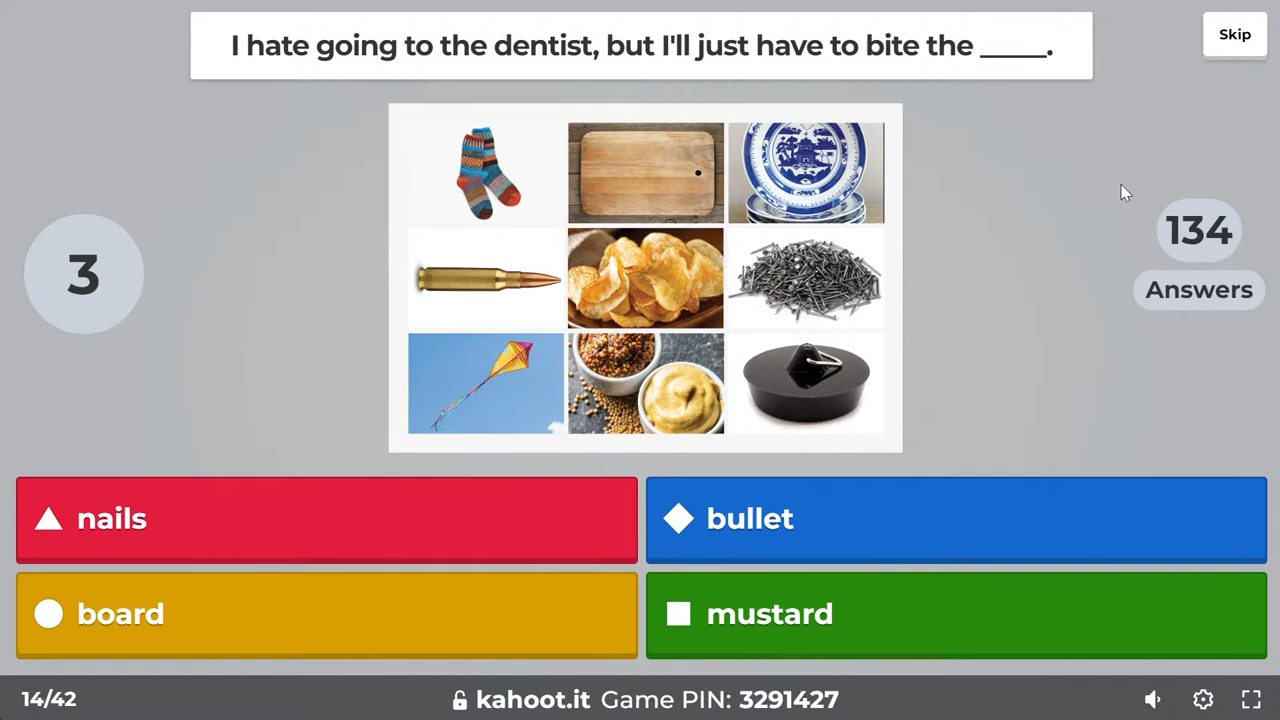 I hate going to the dentist, but I'll just have to bite the _____.
Skip
3
134
Answers
nails
bullet
board
mustard
14/42
kahoot.it Game PIN: 3291427